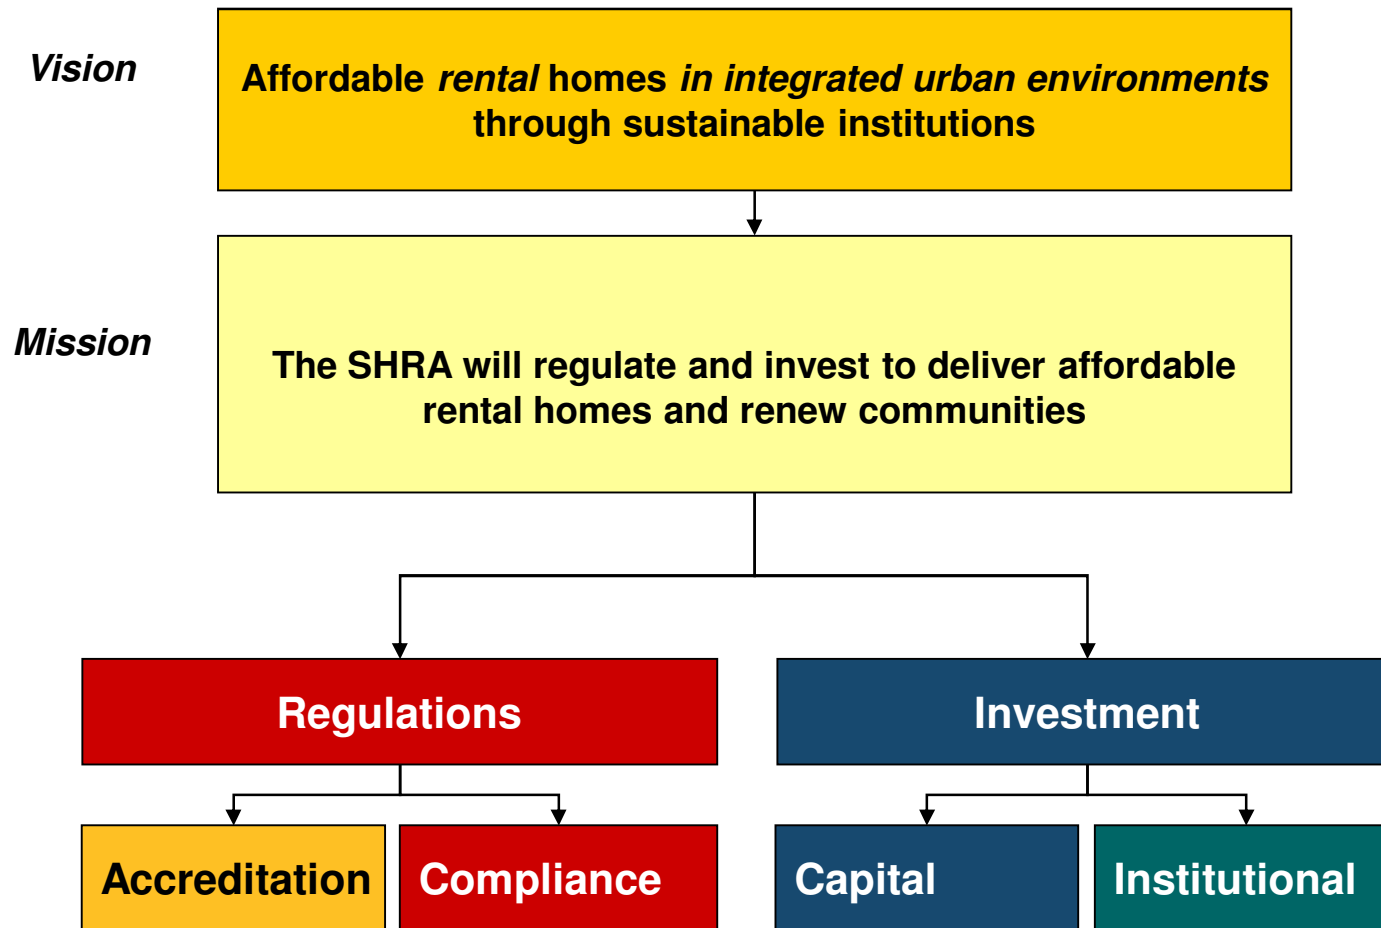 Vision
Affordable rental homes in integrated urban environments
through sustainable institutions
Mission
The SHRA will regulate and invest to deliver affordable
rental homes and renew communities
Regulations
Investment
Accreditation
Compliance
Capital
Institutional